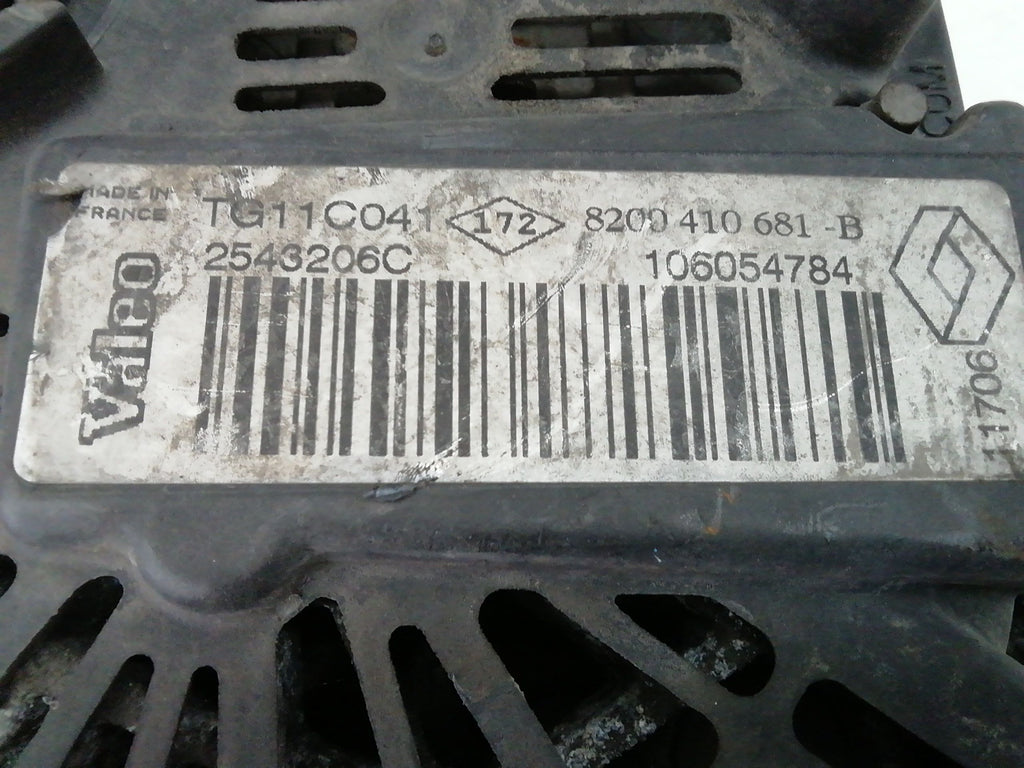 MADE IN
FRANCE
TG11C041
172
8200 410 681 -B
2543206C
106054784
Valeo
11706